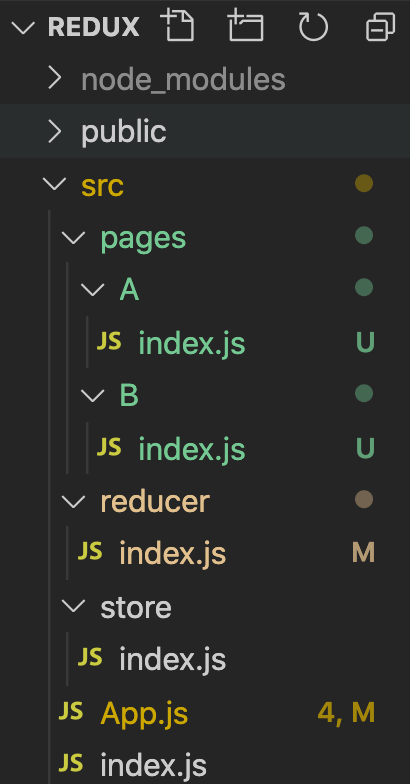 REDUX
node_modules
public
src
pages
A
JS index.js U
B
JS index.js U
reducer
JS index.js M
store
JS index.js
JS App.js 4, M
JS index.js